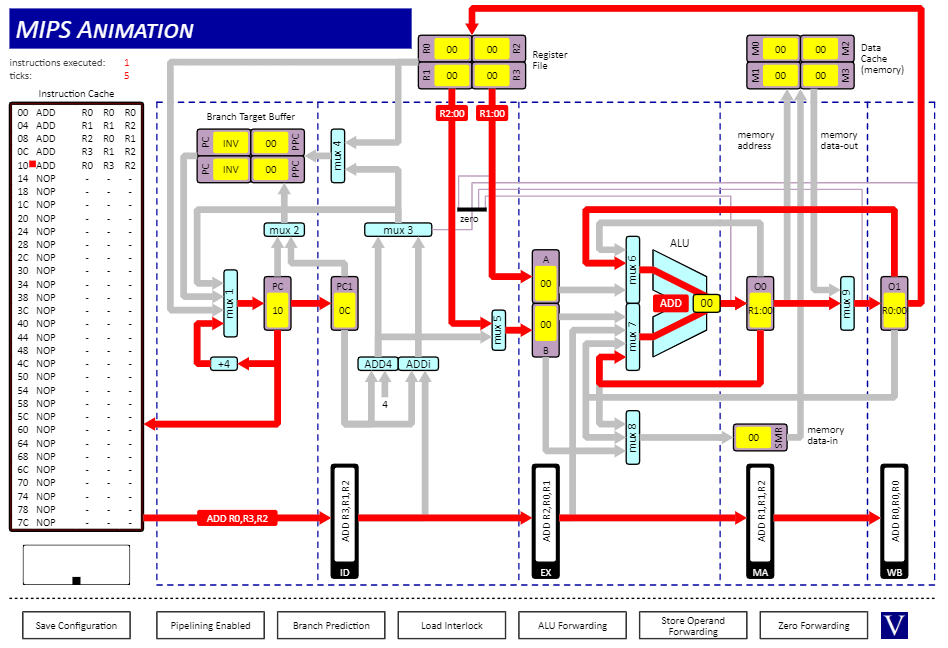 MIPS ANIMATION
instructions executed: 1
ticks: 5
Instruction Cache
00 ADD R0 R0 R0
04 ADD R1 R1 R2
08 ADD R2 R0 R1
0C ADD R3 R1 R2
10 ADD R0 R3 R2
14 NOP - - -
18 NOP - - -
1C NOP - - -
20 NOP - - -
24 NOP - - -
28 NOP - - -
2C NOP - - -
30 NOP - - -
34 NOP - - -
38 NOP - - -
3C NOP - - -
40 NOP - - -
44 NOP - - -
48 NOP - - -
4C NOP - - -
50 NOP - - -
54 NOP - - -
58 NOP - - -
5C NOP - - -
60 NOP - - -
64 NOP - - -
68 NOP - - -
6C NOP - - -
70 NOP - - -
74 NOP - - -
78 NOP - - -
7C NOP - - -
R0 00 00 R2
R1 00 00 R3
Register
File
M0 00 00 M2
M1 00 00 M3
Data
Cache
(memory)
Branch Target Buffer
PC INV 00 PPC
PC INV 00 PPC
mux 4
R2:00
R1:00
memory
address
memory
data-out
zero
mux 2
mux 3
mux 1
PC
10
PC1
0C
+4
ADD4
ADDi
4
mux 5
A
00
00
B
mux 6
mux 7
ALU
ADD
00
O0
R1:00
mux 9
O1
R0:00
mux 8
00 SMR
memory
data-in
ADD R0,R3,R2
ADD R3,R1,R2
ID
ADD R2,R0,R1
EX
ADD R1,R1,R2
MA
ADD R0,R0,R0
WB
Save Configuration
Pipelining Enabled
Branch Prediction
Load Interlock
ALU Forwarding
Store Operand
Forwarding
Zero Forwarding
V